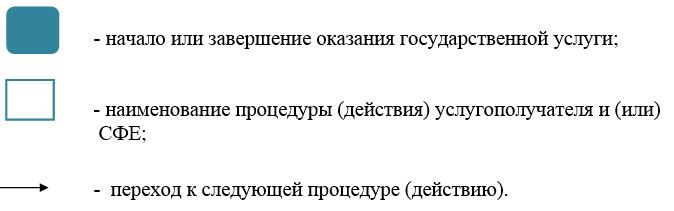 - начало или завершение оказания государственной услуги;
- наименование процедуры (действия) услугополучателя и (или)
СФЕ;
- переход к следующей процедуре (действию).